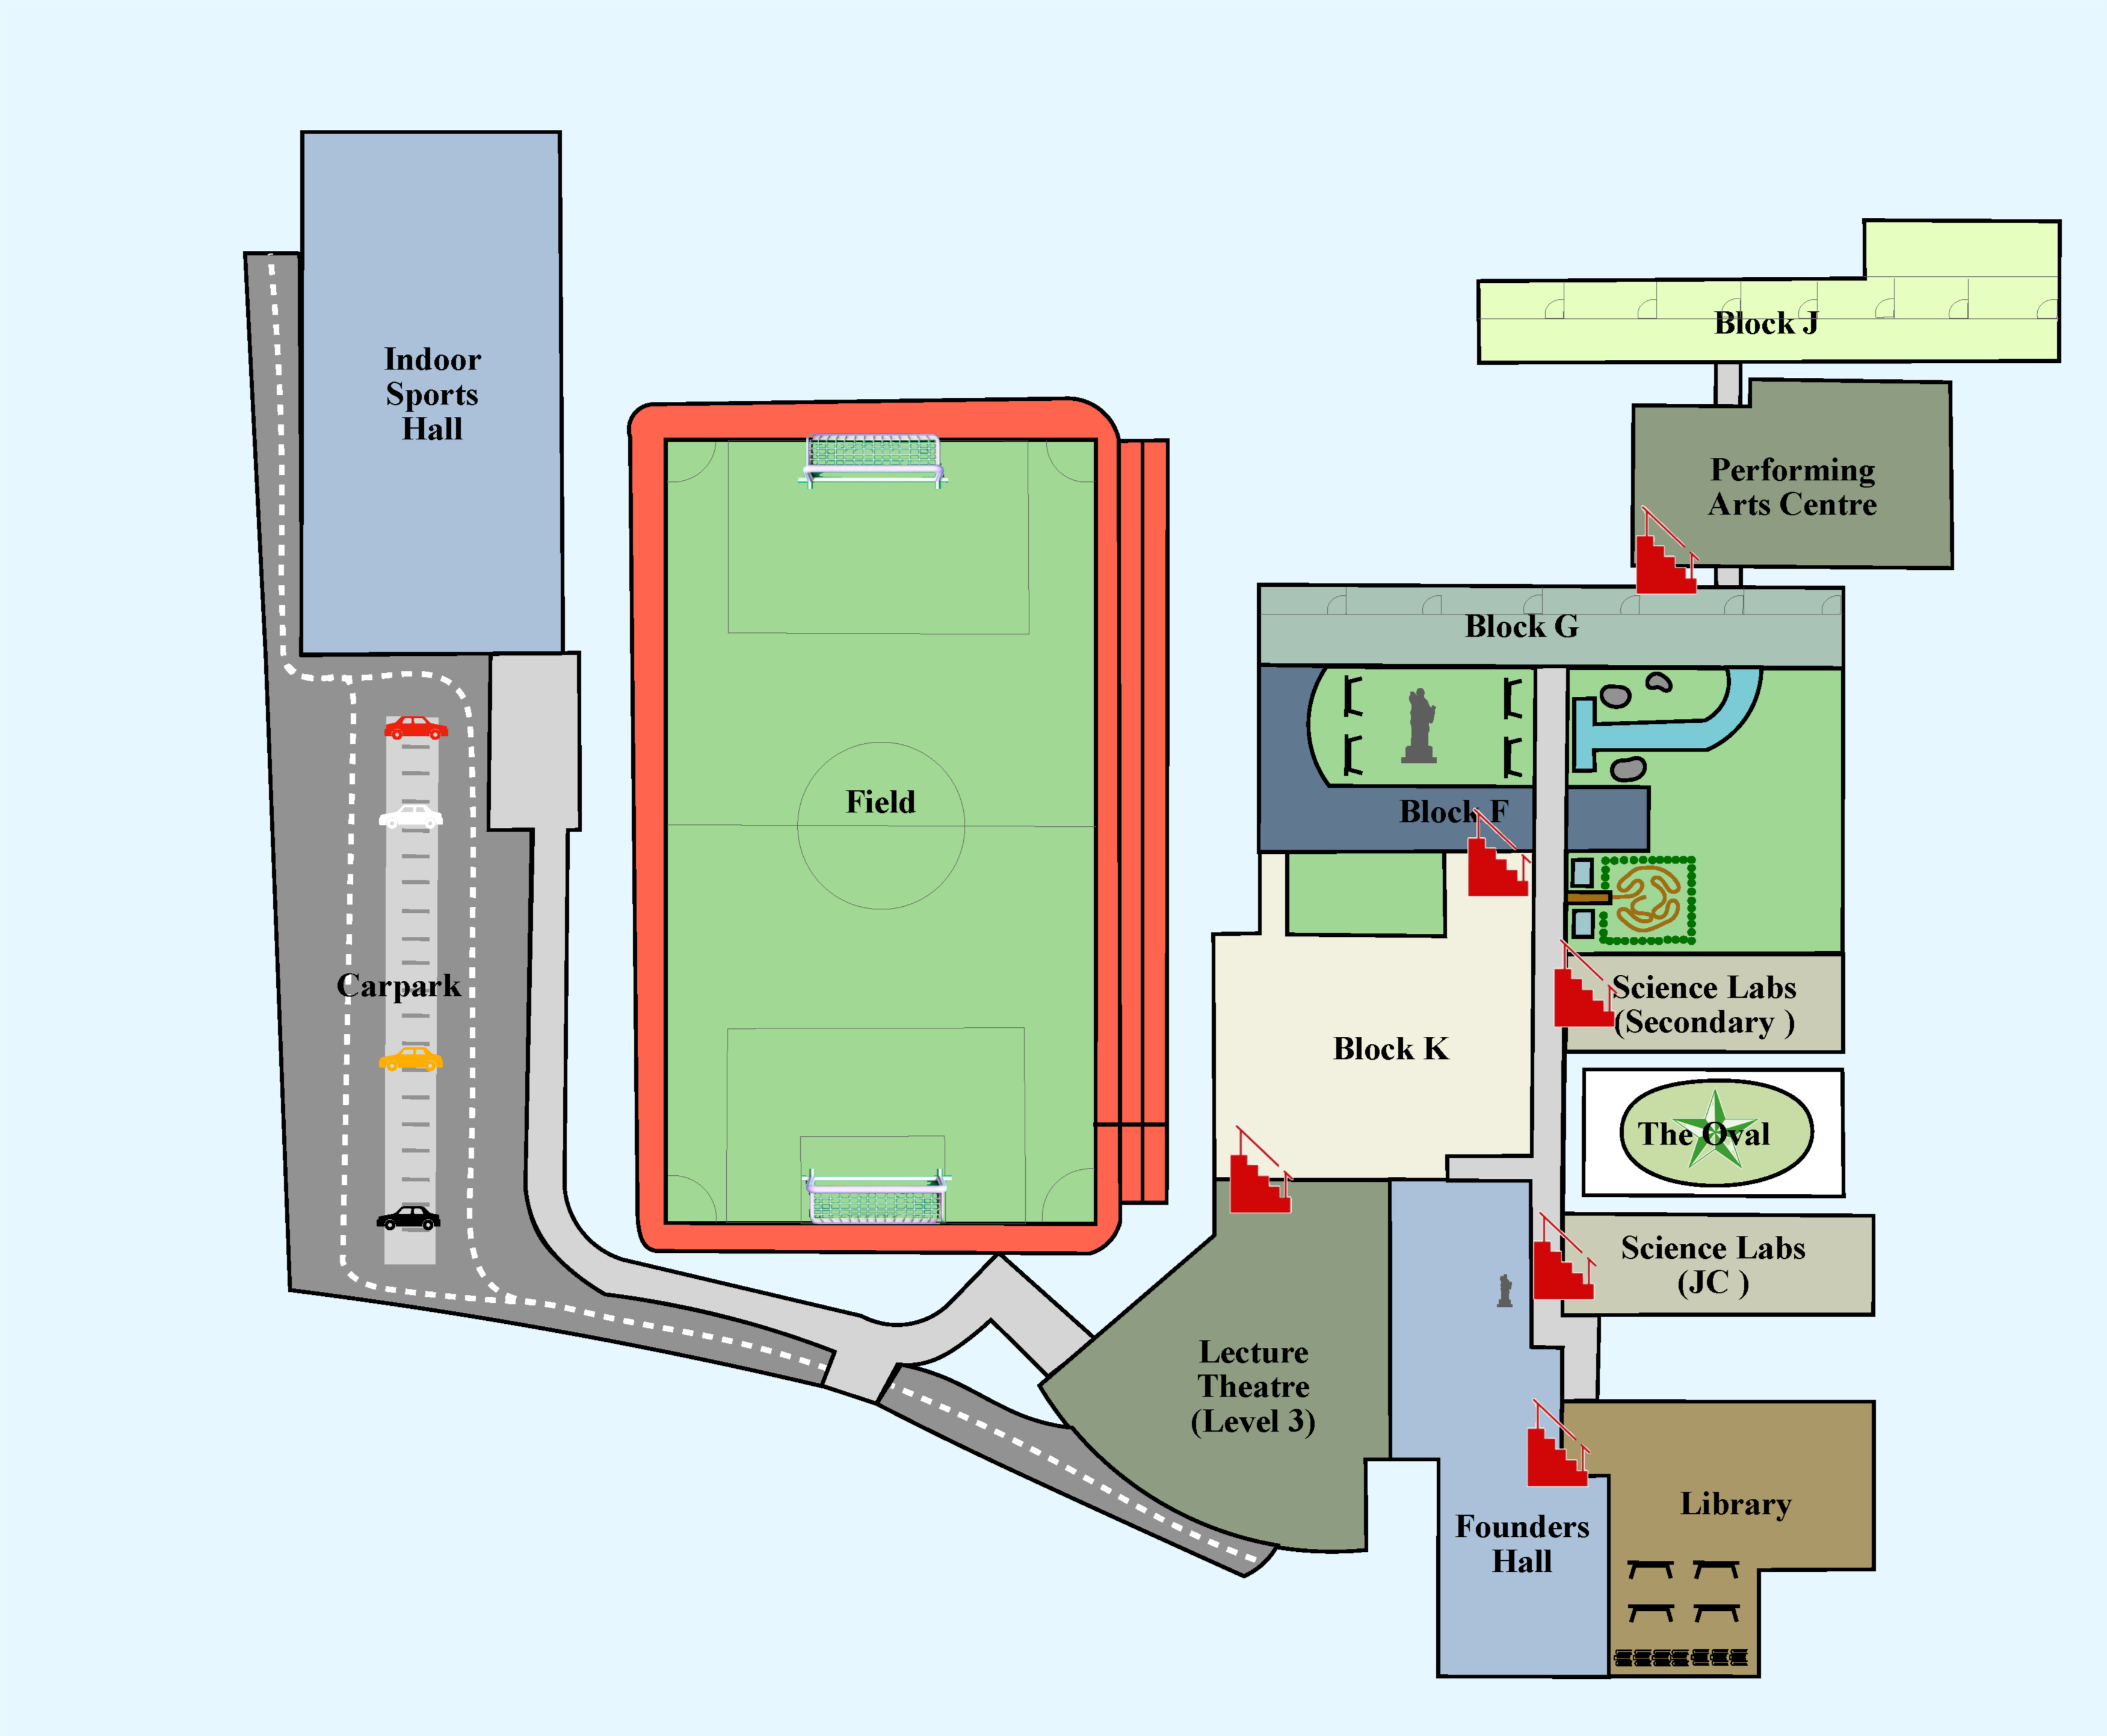 Indoor
Sports
Hall
Block J
Performing
Arts Centre
Block G
Field
Block F
Carpark
Science Labs
(Secondary )
Block K
The Oval
Science Labs
(JC )
Lecture
Theatre
(Level 3)
Library
Founders
Hall